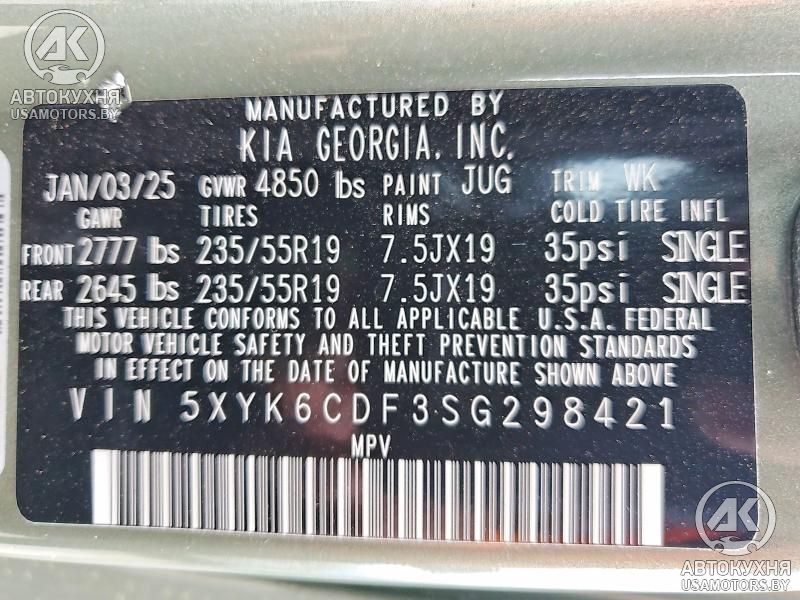 AK
АВТОКУХНЯ
USAMOTORS.BY
MANUFACTURED BY
KIA GEORGIA, INC.
JAN/03/25 GVWR 4850 lbs PAINT JUG TRIM WK
GAWR TIRES RIMS COLD TIRE INFL
FRONT 2777 lbs 235/55R19 7.5JX19 35psi SINGLE
REAR 2645 lbs 235/55R19 7.5JX19 35psi SINGLE
THIS VEHICLE CONFORMS TO ALL APPLICABLE U.S.A. FEDERAL
MOTOR VEHICLE SAFETY AND THEFT PREVENTION STANDARDS
IN EFFECT ON THE DATE OF MANUFACTURE SHOWN ABOVE
VIN 5XYK6CDF3SG298421
MPV
AK
АВТОКУХНЯ
USAMOTORS.BY